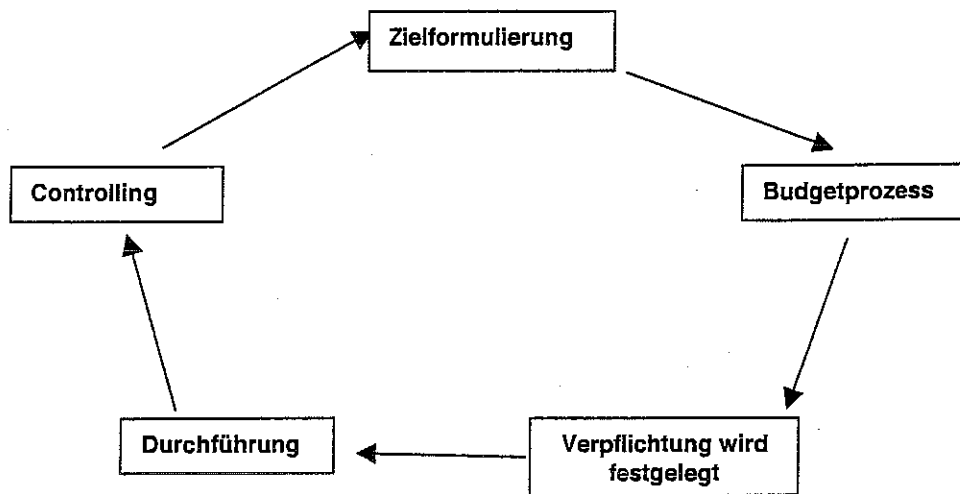 Zielformulierung
Controlling
Budgetprozess
Durchführung
Verpflichtung wird
festgelegt